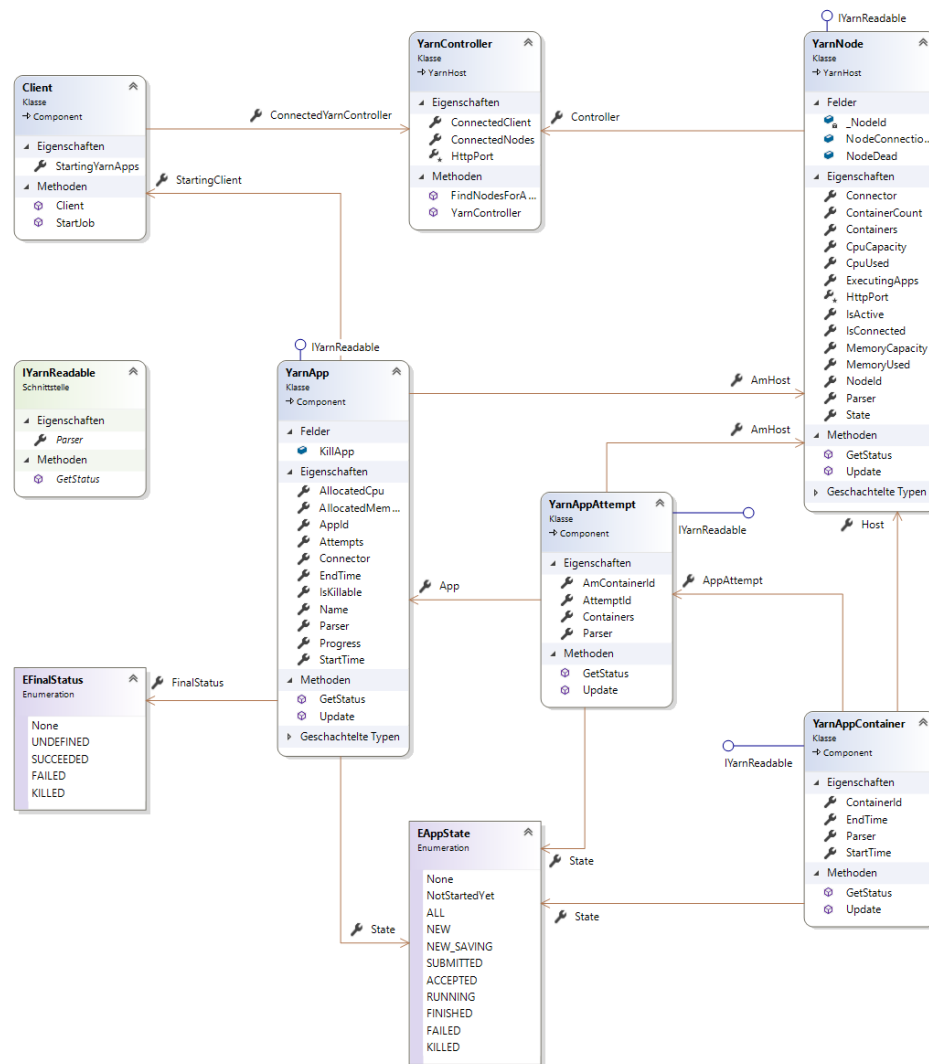 IYarnReadable
YarnController
Klasse
YarnHost
Eigenschaften
ConnectedClient
ConnectedNodes
HttpPort
Methoden
FindNodesForA...
YarnController
YarnNode
Klasse
YarnHost
Felder
_NodeId
NodeConnectio...
NodeDead
Eigenschaften
Connector
ContainerCount
Containers
CpuCapacity
CpuUsed
ExecutingApps
HttpPort
IsActive
IsConnected
MemoryCapacity
MemoryUsed
NodeId
Parser
State
Methoden
GetStatus
Update
Geschachtelte Typen
Client
Klasse
Component
Eigenschaften
StartingYarnApps
Methoden
Client
StartJob
ConnectedYarnController
Controller
StartingClient
IYarnReadable
IYarnReadable
Schnittstelle
Eigenschaften
Parser
Methoden
GetStatus
YarnApp
Klasse
Component
Felder
KillApp
Eigenschaften
AllocatedCpu
AllocatedMem...
AppId
Attempts
Connector
EndTime
IsKillable
Name
Parser
Progress
StartTime
Methoden
GetStatus
Update
Geschachtelte Typen
AmHost
AmHost
YarnAppAttempt
Klasse
Component
Eigenschaften
AmContainerId
AttemptId
Containers
Parser
Methoden
GetStatus
Update
IYarnReadable
Host
App
AppAttempt
EFinalStatus
Enumeration
None
UNDEFINED
SUCCEEDED
FAILED
KILLED
FinalStatus
YarnAppContainer
Klasse
Component
Eigenschaften
ContainerId
EndTime
Parser
StartTime
Methoden
GetStatus
Update
IYarnReadable
EAppState
Enumeration
None
NotStartedYet
ALL
NEW
NEW_SAVING
SUBMITTED
ACCEPTED
RUNNING
FINISHED
FAILED
KILLED
State
State
State